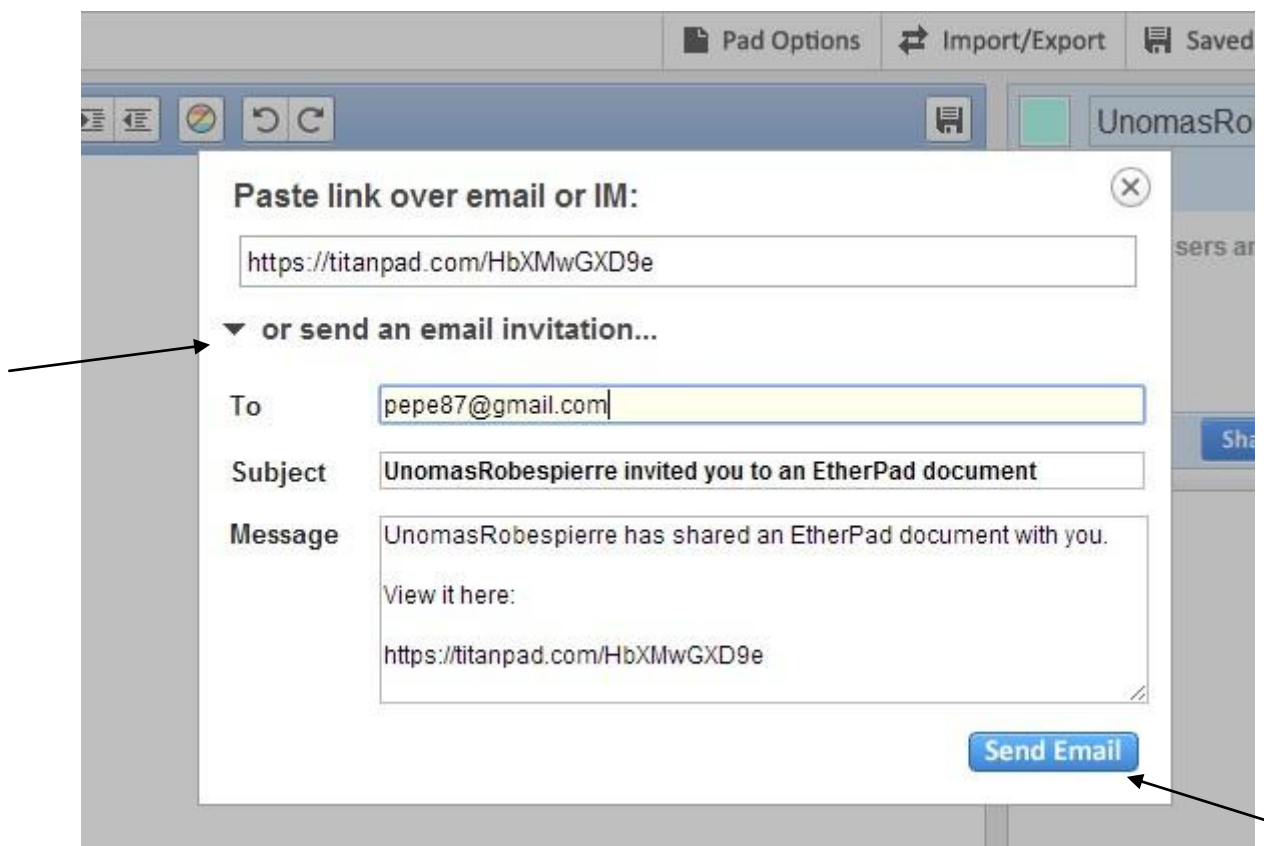 Pad Options Import/Export Saved
UnomasRo
Paste link over email or IM:
https://titanpad.com/HbXMwGXD9e
sers ar
or send an email invitation...
To pepe87@gmail.com
Sha
Subject UnomasRobespierre invited you to an EtherPad document
Message UnomasRobespierre has shared an EtherPad document with you.
View it here:
https://titanpad.com/HbXMwGXD9e
Send Email